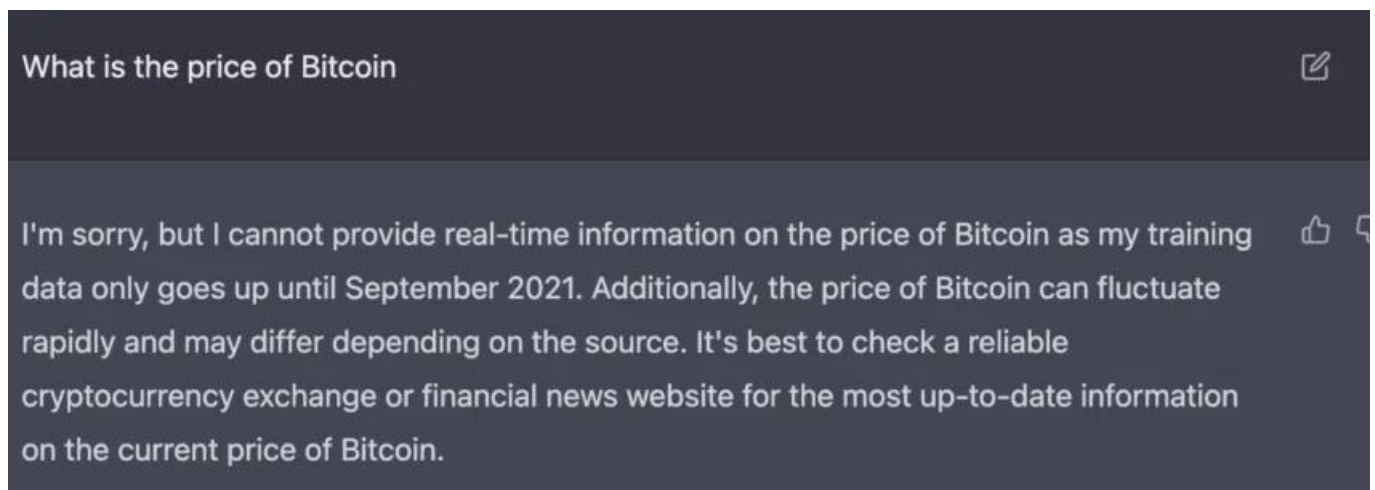 What is the price of Bitcoin
I'm sorry, but I cannot provide real-time information on the price of Bitcoin as my training
data only goes up until September 2021. Additionally, the price of Bitcoin can fluctuate
rapidly and may differ depending on the source. It's best to check a reliable
cryptocurrency exchange or financial news website for the most up-to-date information
on the current price of Bitcoin.